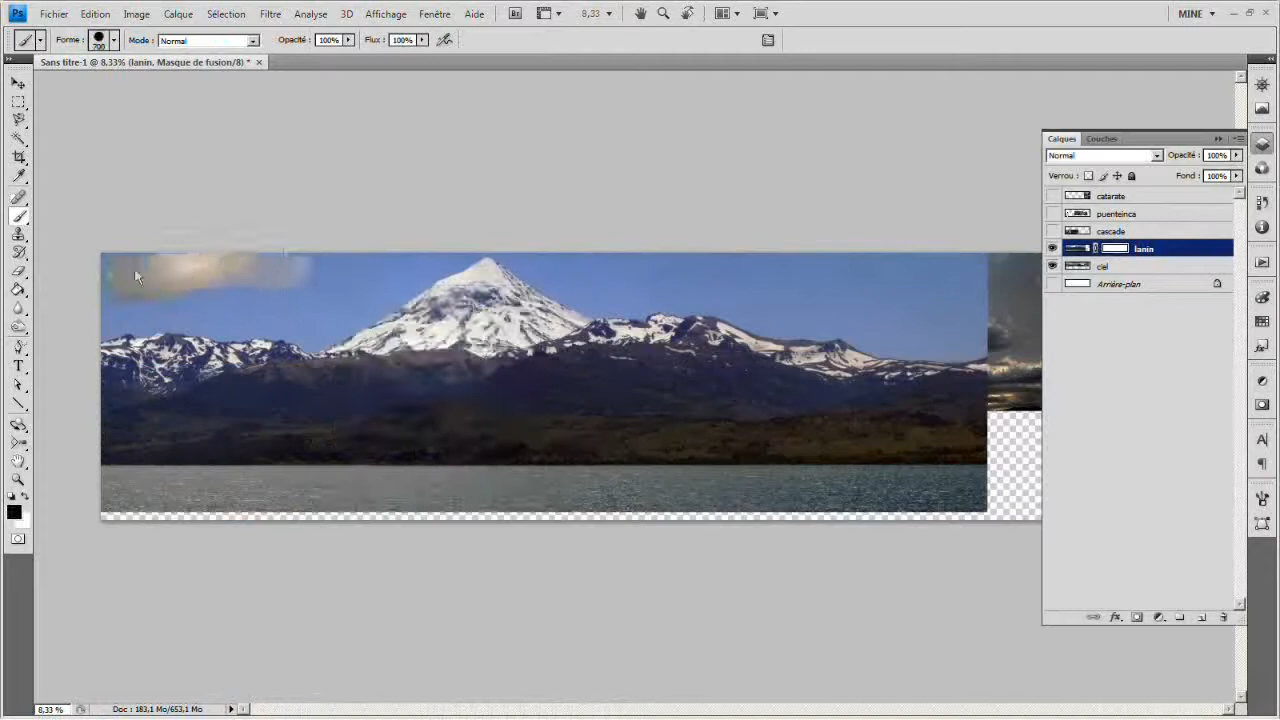 Ps Fichier Edition Image Calque Sélection Filtre Analyse 3D Affichage Fenêtre Aide Br 8,33 MINE
Forme : 700 Mode : Normal Opacité : 100% Flux : 100%
Sans titre-1 @ 8.33% (lanin, Masque de fusion/8) *
Calques Couches
Normal Opacité : 100%
Verrou : Fond : 100%
catarate
puenteinca
cascade
lanin
ciel
Arrière-plan
8,33 % Doc : 183,1 Mo/653,1 Mo